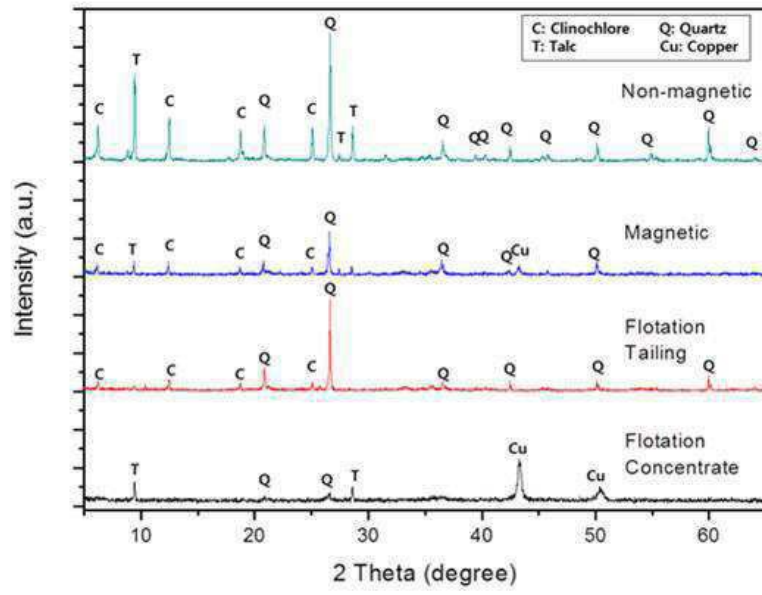 C: Clinochlore Q: Quartz
T: Talc Cu: Copper
Non-magnetic
C T C C Q C Q T T Q Q Q Q Q Q Q Q Q
Magnetic
C T C C Q C Q Q Q Cu Q
Flotation
Tailing
C C C Q C Q Q Q Q Q
Flotation
Concentrate
T Q Q T Cu Cu
10 20 30 40 50 60
2 Theta (degree)
Intensity (a.u.)